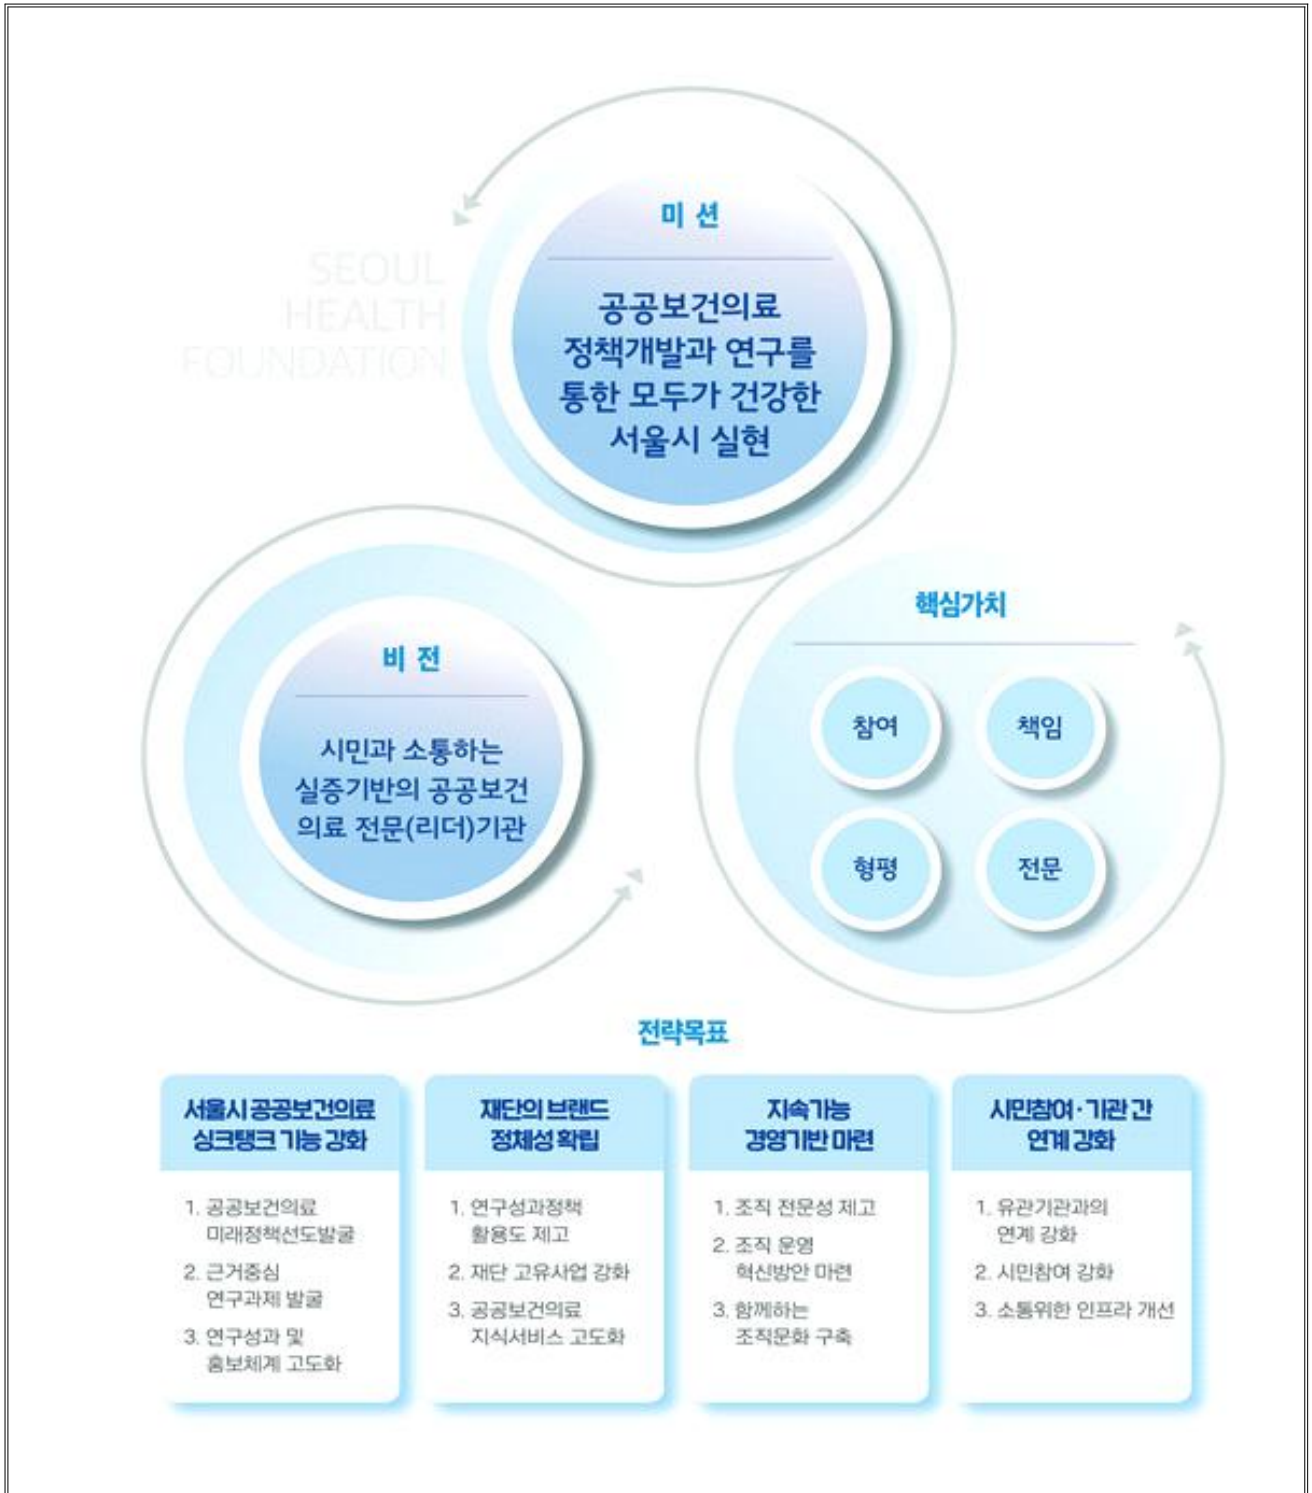 SEOUL
HEALTH
FOUNDATION
미 션
공공보건의료
정책개발과 연구를
통한 모두가 건강한
서울시 실현
비 전
시민과 소통하는
실증기반의 공공보건
의료 전문(리더)기관
핵심가치
참여
책임
형평
전문
전략목표
서울시 공공보건의료
싱크탱크 기능 강화
1. 공공보건의료
미래정책선도발굴
2. 근거중심
연구과제 발굴
3. 연구성과 및
홍보체계 고도화
재단의 브랜드
정체성 확립
1. 연구성과정책
활용도 제고
2. 재단 고유사업 강화
3. 공공보건의료
지식서비스 고도화
지속가능
경영기반 마련
1. 조직 전문성 제고
2. 조직 운영
혁신방안 마련
3. 함께하는
조직문화 구축
시민참여·기관 간
연계 강화
1. 유관기관과의
연계 강화
2. 시민참여 강화
3. 소통위한 인프라 개선